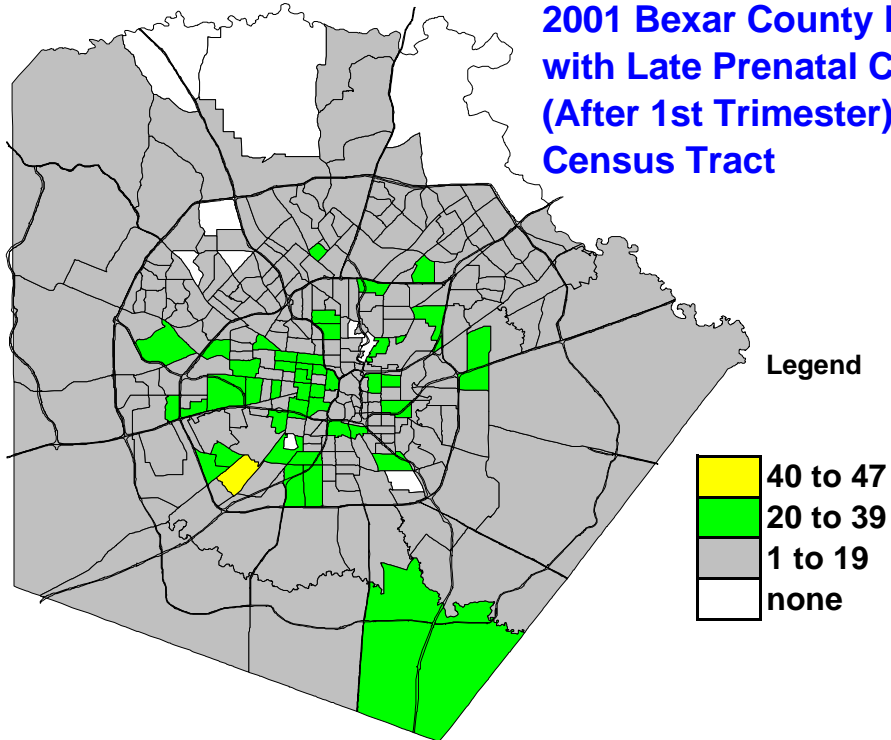 2001 Bexar County
with Late Prenatal
(After 1st Trimester)
Census Tract
Legend
40 to 47
20 to 39
1 to 19
none